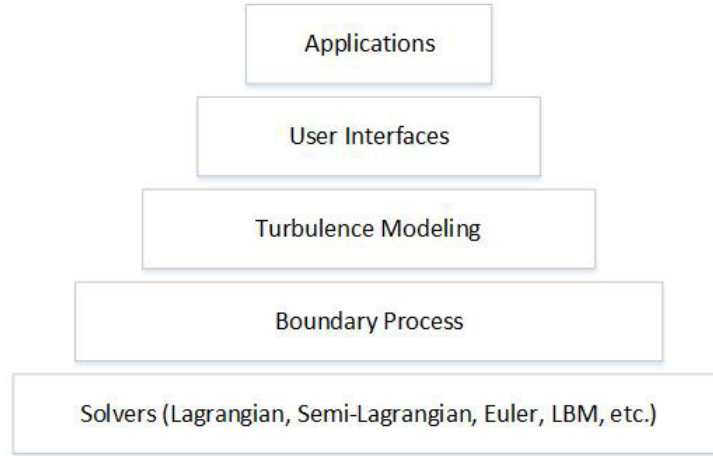 Applications
User Interfaces
Turbulence Modeling
Boundary Process
Solvers (Lagrangian, Semi-Lagrangian, Euler, LBM, etc.)